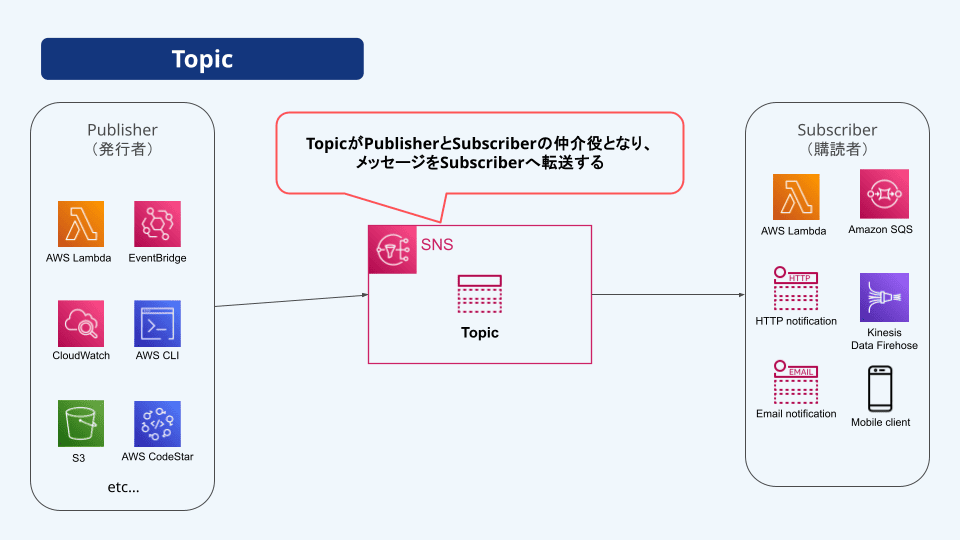 Topic
Publisher
（発行者）
AWS Lambda
EventBridge
CloudWatch
AWS CLI
S3
AWS CodeStar
etc...
TopicがPublisherとSubscriberの仲介役となり、
メッセージをSubscriberへ転送する
SNS
Topic
Subscriber
（購読者）
AWS Lambda
Amazon SQS
HTTP
HTTP notification
Kinesis
Data Firehose
EMAIL
Email notification
Mobile client